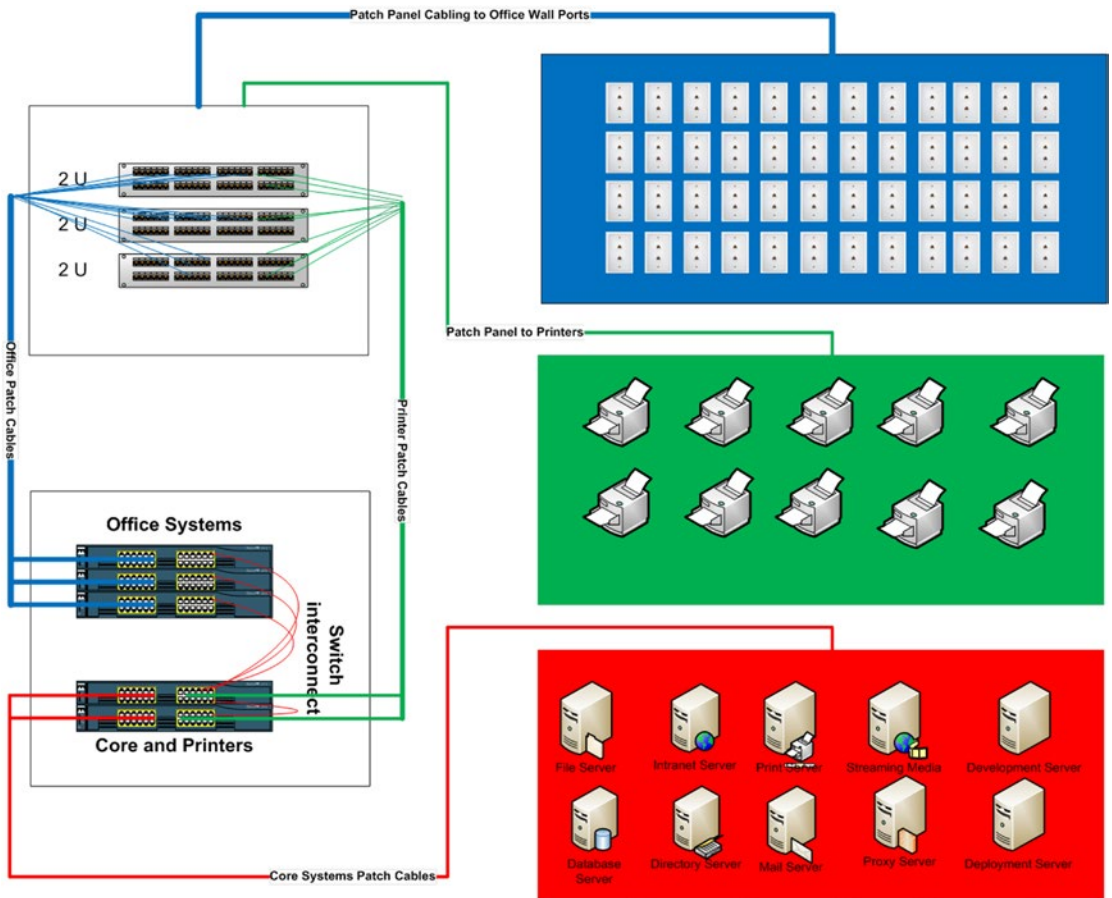 Patch Panel Cabling to Office Wall Ports
2 U
2 U
2 U
Patch Panel to Printers
Office Patch Cables
Printer Patch Cables
Office Systems
Switch
interconnect
Core and Printers
File Server
Intranet Server
Print Server
Streaming Media
Development Server
Database
Server
Directory Server
Mail Server
Proxy Server
Deployment Server
Core Systems Patch Cables